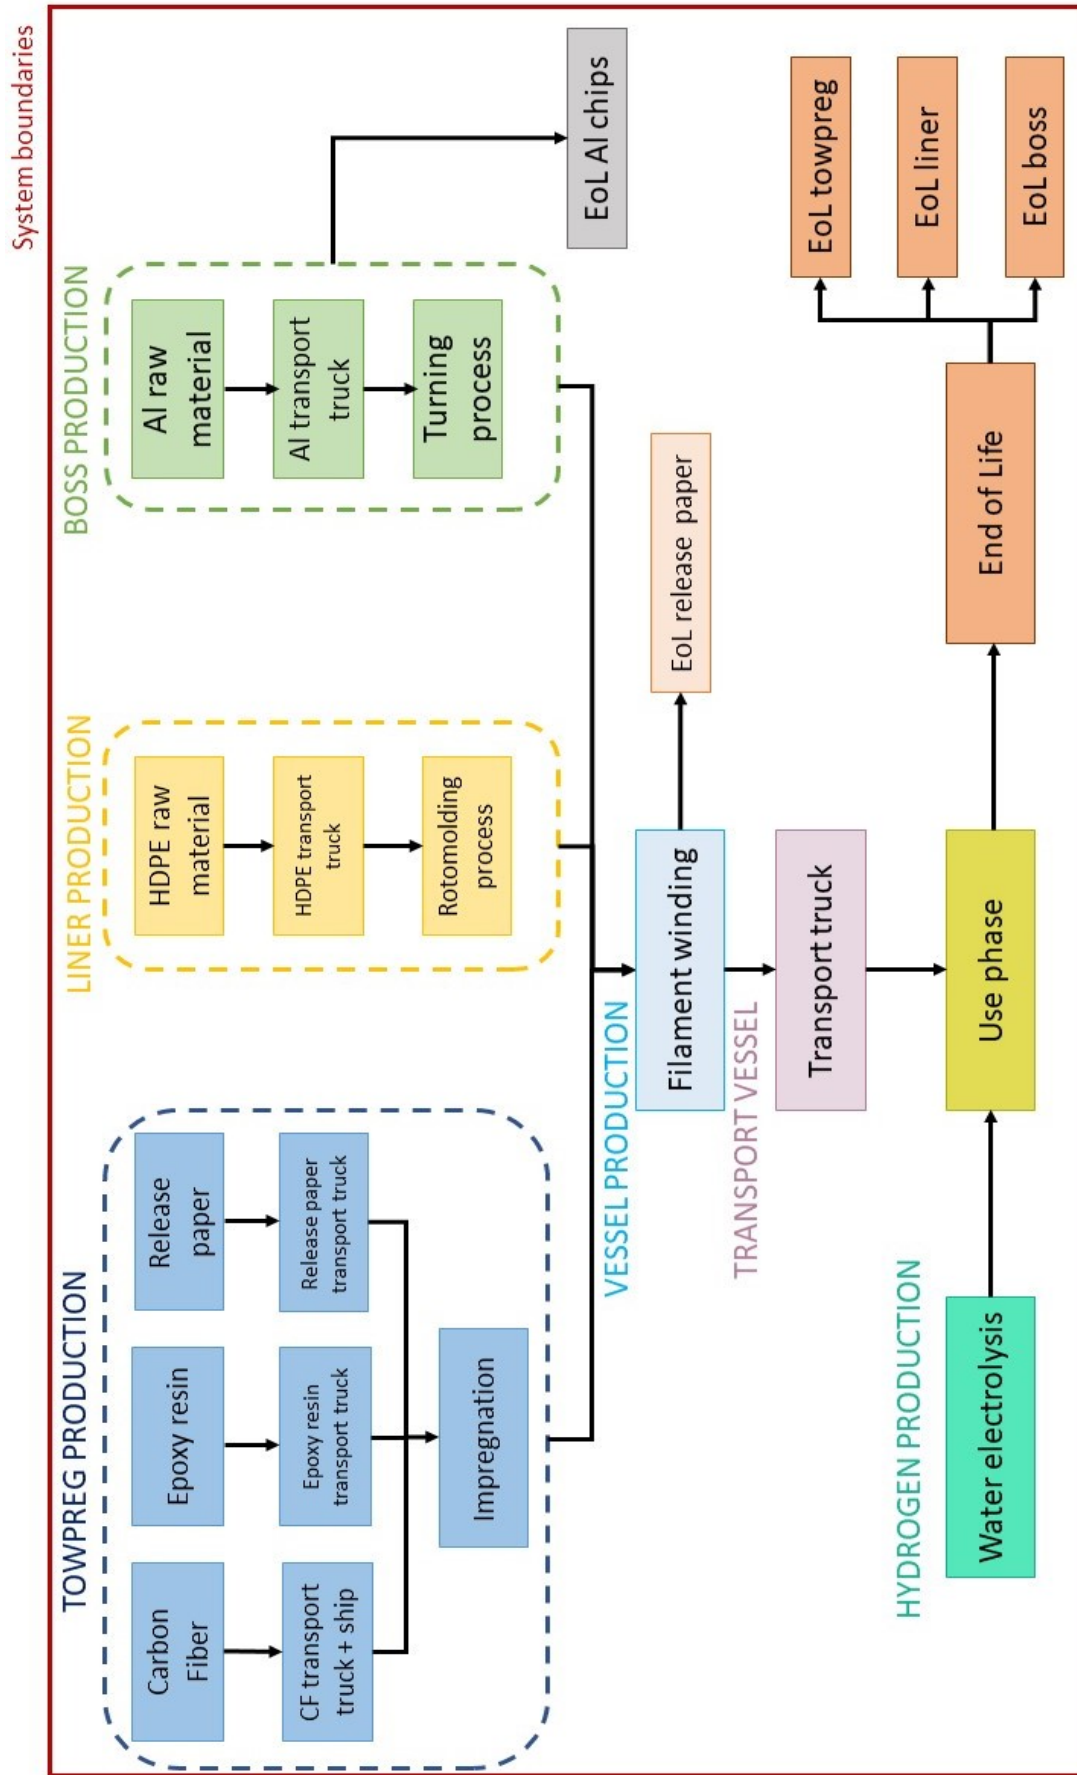 System boundaries
TOWPREG PRODUCTION
Carbon
Fiber
Epoxy resin
Release
paper
CF transport
truck + ship
Epoxy resin
transport truck
Release paper
transport truck
Impregnation
LINER PRODUCTION
HDPE raw
material
HDPE transport
truck
Rotomolding
process
BOSS PRODUCTION
Al raw
material
Al transport
truck
Turning
process
EoL Al chips
VESSEL PRODUCTION
Filament winding
EoL release paper
TRANSPORT VESSEL
Transport truck
HYDROGEN PRODUCTION
Water electrolysis
Use phase
End of Life
EoL towpreg
EoL liner
EoL boss